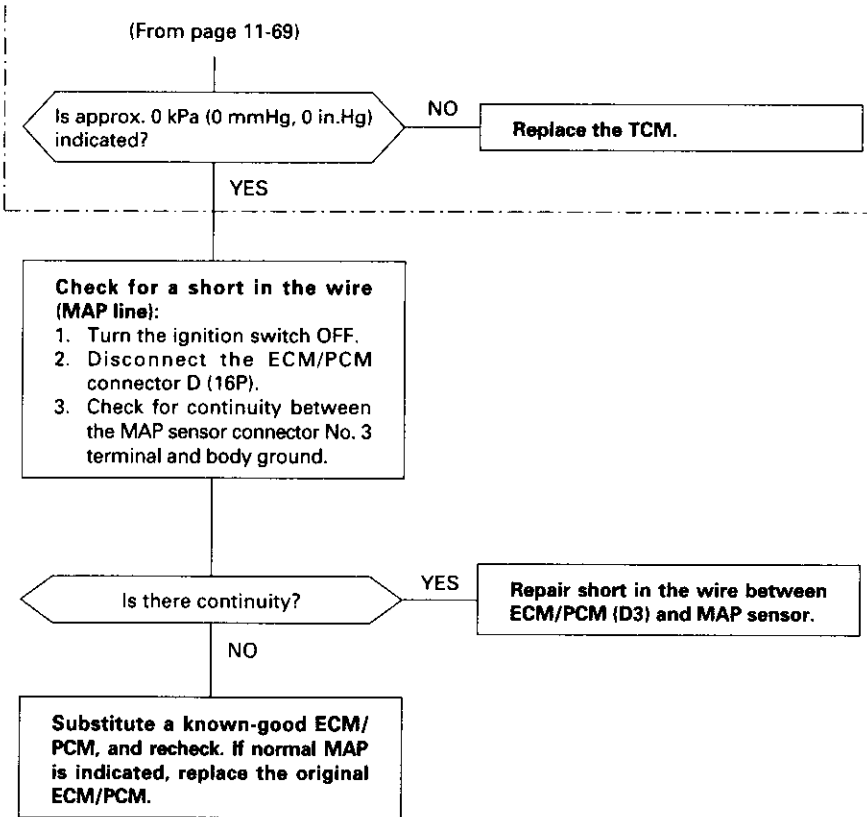 (From page 11-69)
Is approx. 0 kPa (0 mmHg, 0 in.Hg)
indicated?
NO
Replace the TCM.
YES
Check for a short in the wire
(MAP line):
1. Turn the ignition switch OFF.
2. Disconnect the ECM/PCM
connector D (16P).
3. Check for continuity between
the MAP sensor connector No. 3
terminal and body ground.
Is there continuity?
YES
Repair short in the wire between
ECM/PCM (D3) and MAP sensor.
NO
Substitute a known-good ECM/
PCM, and recheck. If normal MAP
is indicated, replace the original
ECM/PCM.